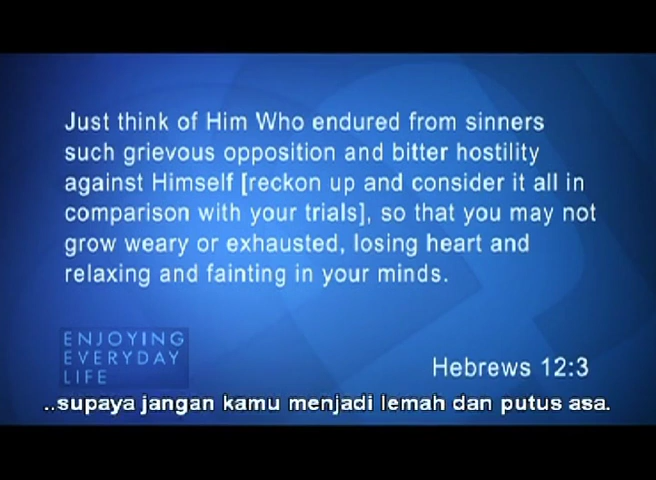 Just think of Him Who endured from sinners
such grievous opposition and bitter hostility
against Himself [reckon up and consider it all in
comparison with your trials], so that you may not
grow weary or exhausted, losing heart and
relaxing and fainting in your minds.
ENJOYING
EVERYDAY
LIFE
Hebrews 12:3
..supaya jangan kamu menjadi lemah dan putus asa.